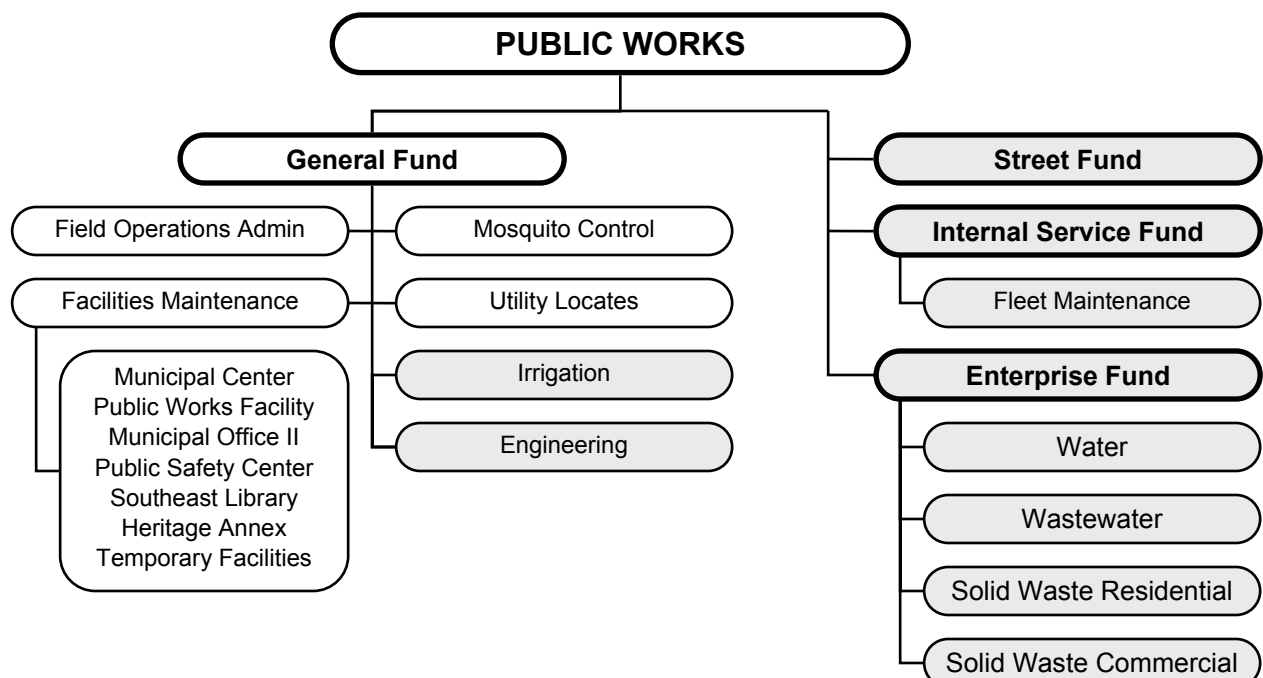 PUBLIC WORKS
General Fund
Field Operations Admin
Mosquito Control
Facilities Maintenance
Utility Locates
Municipal Center
Public Works Facility
Municipal Office II
Public Safety Center
Southeast Library
Heritage Annex
Temporary Facilities
Irrigation
Engineering
Street Fund
Internal Service Fund
Fleet Maintenance
Enterprise Fund
Water
Wastewater
Solid Waste Residential
Solid Waste Commercial